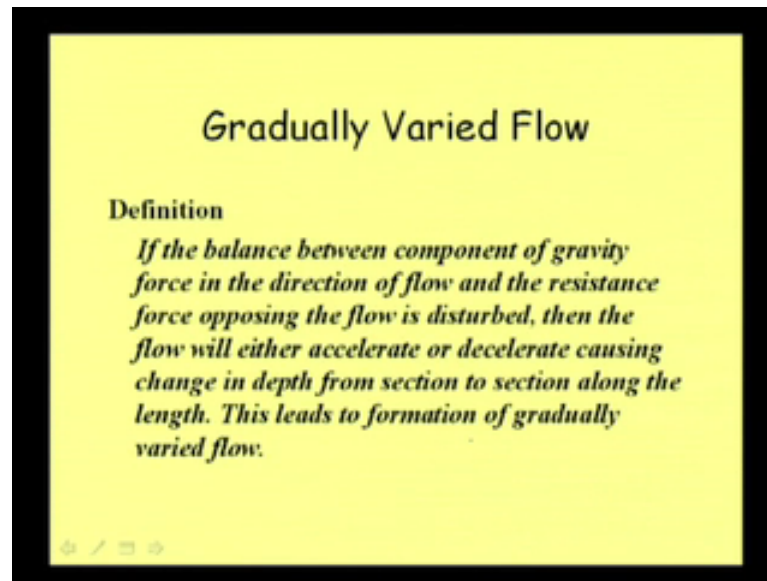 Gradually Varied Flow
Definition
If the balance between component of gravity
force in the direction of flow and the resistance
force opposing the flow is disturbed, then the
flow will either accelerate or decelerate causing
change in depth from section to section along the
length. This leads to formation of gradually
varied flow.